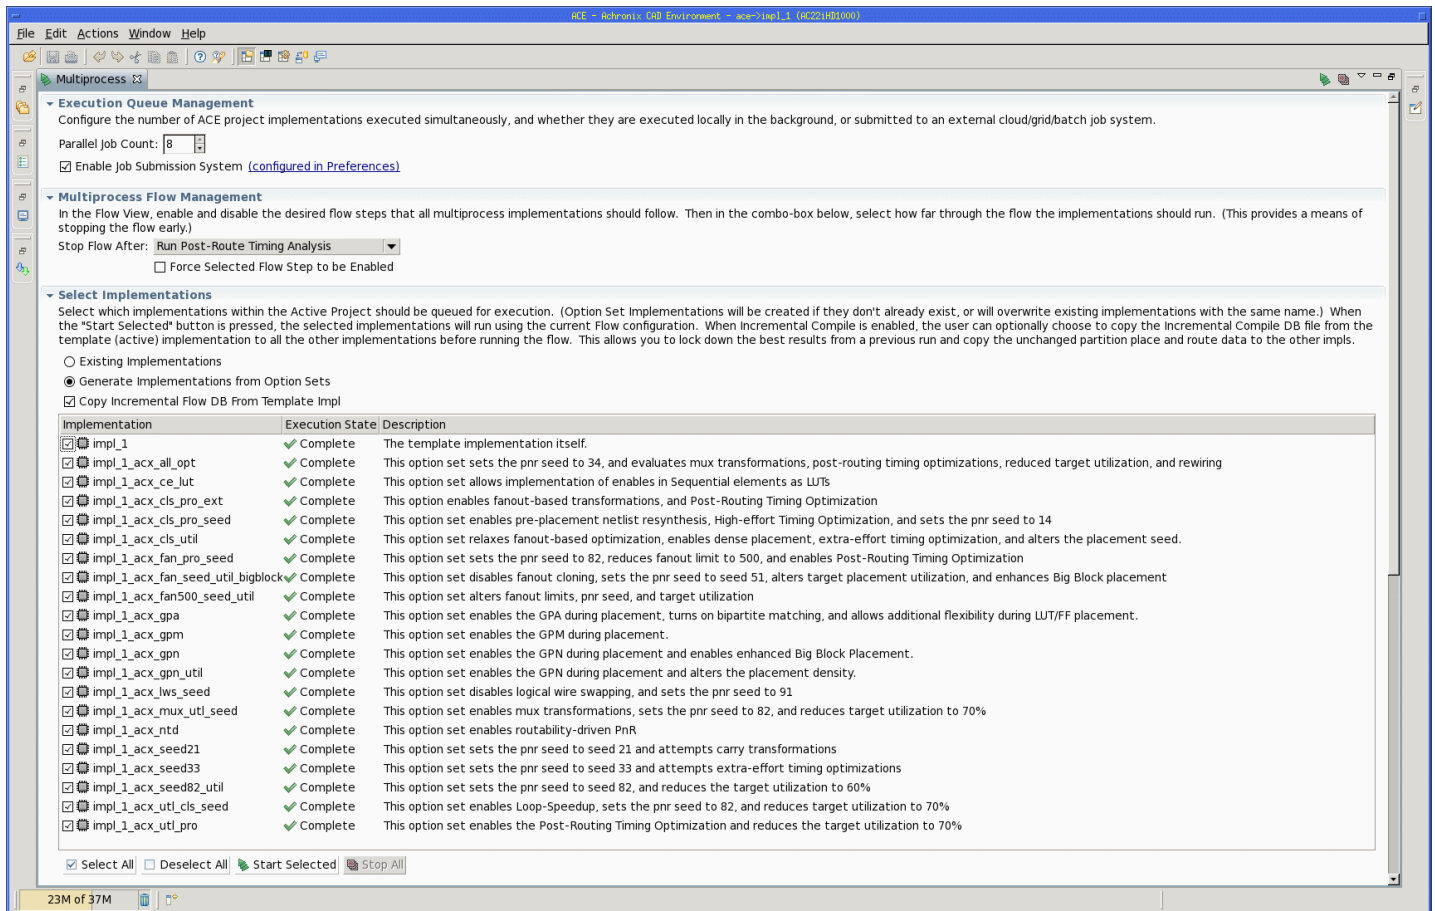 ACE - Achronix CAD Environment - ace->impl_1 (AC22iHD1000)
File Edit Actions Window Help
Multiprocess
Execution Queue Management
Configure the number of ACE project implementations executed simultaneously, and whether they are executed locally in the background, or submitted to an external cloud/grid/batch job system.
Parallel Job Count: 8
Enable Job Submission System (configured in Preferences)
Multiprocess Flow Management
In the Flow View, enable and disable the desired flow steps that all multiprocess implementations should follow. Then in the combo-box below, select how far through the flow the implementations should run. (This provides a means of
stopping the flow early.)
Stop Flow After: Run Post-Route Timing Analysis
Force Selected Flow Step to be Enabled
Select Implementations
Select which implementations within the Active Project should be queued for execution. (Option Set Implementations will be created if they don't already exist, or will overwrite existing implementations with the same name.) When
the "Start Selected" button is pressed, the selected implementations will run using the current Flow configuration. When Incremental Compile is enabled, the user can optionally choose to copy the Incremental Compile DB file from the
template (active) implementation to all the other implementations before running the flow. This allows you to lock down the best results from a previous run and copy the unchanged partition place and route data to the other impls.
Existing Implementations
Generate Implementations from Option Sets
Copy Incremental Flow DB From Template Impl
Implementation Execution State Description
impl_1 Complete The template implementation itself.
impl_1_acx_all_opt Complete This option set sets the pnr seed to 34, and evaluates mux transformations, post-routing timing optimizations, reduced target utilization, and rewiring
impl_1_acx_ce_lut Complete This option set allows implementation of enables in Sequential elements as LUTs
impl_1_acx_cls_pro_ext Complete This option enables fanout-based transformations, and Post-Routing Timing Optimization
impl_1_acx_cls_pro_seed Complete This option set enables pre-placement netlist resynthesis, High-effort Timing Optimization, and sets the pnr seed to 14
impl_1_acx_cls_util Complete This option set relaxes fanout-based optimization, enables dense placement, extra-effort timing optimization, and alters the placement seed.
impl_1_acx_fan_pro_seed Complete This option set sets the pnr seed to 82, reduces fanout limit to 500, and enables Post-Routing Timing Optimization
impl_1_acx_fan_seed_util_bigblock Complete This option set disables fanout cloning, sets the pnr seed to seed 51, alters target placement utilization, and enhances Big Block placement
impl_1_acx_fan500_seed_util Complete This option set alters fanout limits, pnr seed, and target utilization
impl_1_acx_gpa Complete This option set enables the GPA during placement, turns on bipartite matching, and allows additional flexibility during LUT/FF placement.
impl_1_acx_gpm Complete This option set enables the GPM during placement.
impl_1_acx_gpn Complete This option set enables the GPN during placement and enables enhanced Big Block Placement.
impl_1_acx_gpn_util Complete This option set enables the GPN during placement and alters the placement density.
impl_1_acx_lws_seed Complete This option set disables logical wire swapping, and sets the pnr seed to 91
impl_1_acx_mux_utl_seed Complete This option set enables mux transformations, sets the pnr seed to 82, and reduces target utilization to 70%
impl_1_acx_ntd Complete This option set enables routability-driven PnR
impl_1_acx_seed21 Complete This option set sets the pnr seed to seed 21 and attempts carry transformations
impl_1_acx_seed33 Complete This option set sets the pnr seed to seed 33 and attempts extra-effort timing optimizations
impl_1_acx_seed82_util Complete This option set sets the pnr seed to seed 82, and reduces the target utilization to 60%
impl_1_acx_utl_cls_seed Complete This option set enables Loop-Speedup, sets the pnr seed to 82, and reduces target utilization to 70%
impl_1_acx_utl_pro Complete This option set enables the Post-Routing Timing Optimization and reduces the target utilization to 70%
Select All Deselect All Start Selected Stop All
23M of 37M